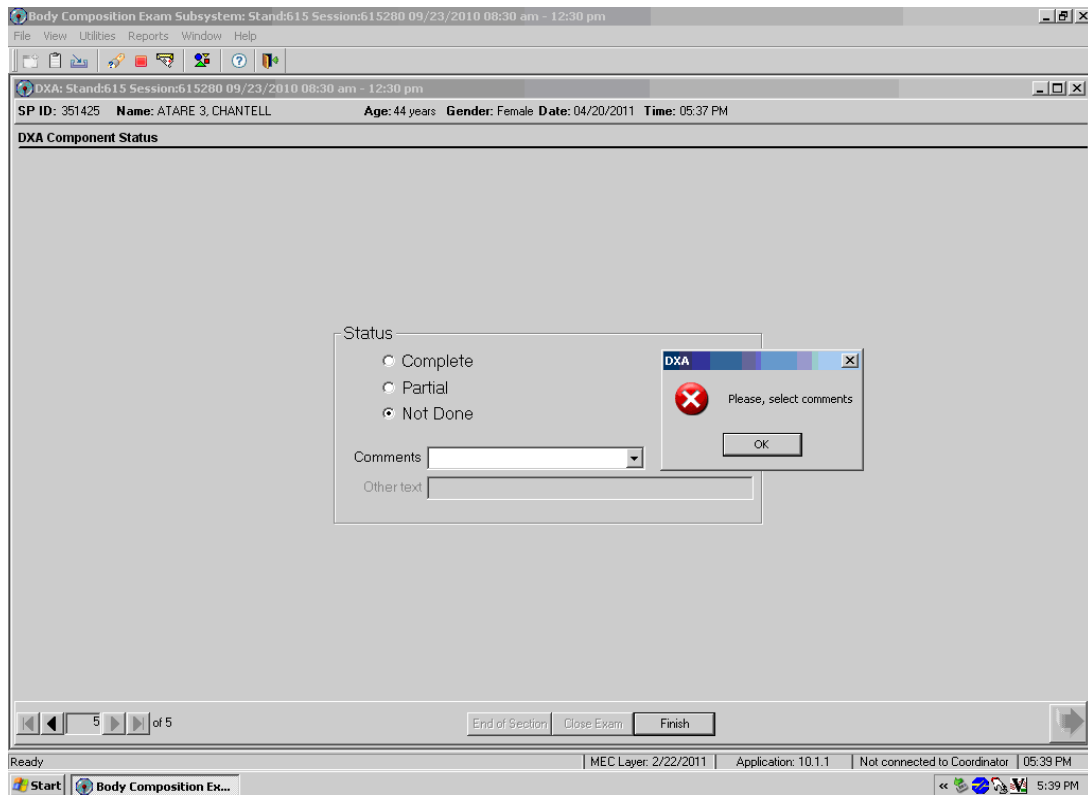 Body Composition Exam Subsystem: Stand:615 Session:615280 09/23/2010 08:30 am - 12:30 pm
File View Utilities Reports Window Help
DXA: Stand:615 Session:615280 09/23/2010 08:30 am - 12:30 pm
SP ID: 351425 Name: ATARE 3, CHANTELL Age: 44 years Gender: Female Date: 04/20/2011 Time: 05:37 PM
DXA Component Status
Status
Complete
Partial
Not Done
Comments
Other text
DXA
Please, select comments
OK
5 of 5 End of Section Close Exam Finish
Ready MEC Layer: 2/22/2011 Application: 10.1.1 Not connected to Coordinator 05:39 PM
Start Body Composition Ex... « 5:39 PM